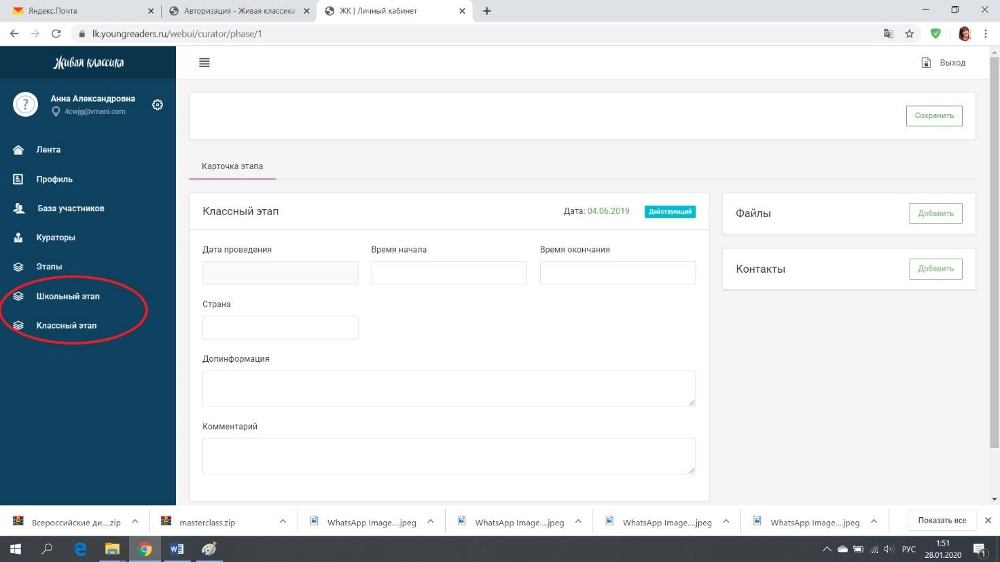 Яндекс.Почта
Авторизация - Живая классика
ЖК | Личный кабинет
lk.youngreaders.ru/webui/curator/phase/1
Живая классика
Выход
Анна Александровна
4cwjg@vmani.com
Сохранить
Лента
Профиль
База участников
Кураторы
Этапы
Школьный этап
Классный этап
Карточка этапа
Классный этап
Дата: 04.06.2019
Действующий
Дата проведения
Время начала
Время окончания
Страна
Допинформация
Комментарий
Файлы
Добавить
Контакты
Добавить
Всероссийские ди....zip
masterclass.zip
WhatsApp Image....jpeg
WhatsApp Image....jpeg
WhatsApp Image....jpeg
WhatsApp Image....jpeg
Показать все
РУС
1:51
28.01.2020
1